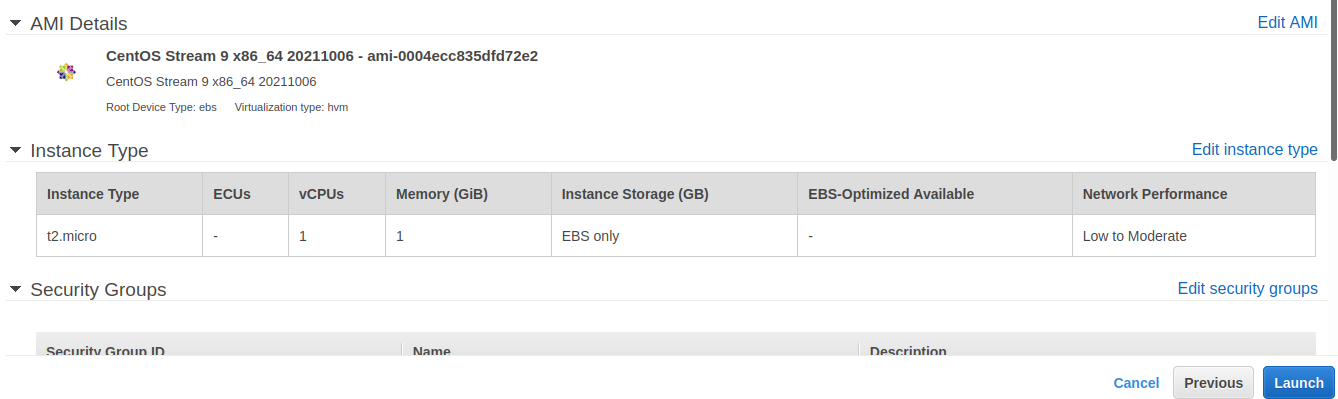 AMI Details
Edit AMI
CentOS Stream 9 x86_64 20211006 - ami-0004ecc835dfd72e2
CentOS Stream 9 x86_64 20211006
Root Device Type: ebs Virtualization type: hvm
Instance Type
Edit instance type
Instance Type ECUs vCPUs Memory (GiB) Instance Storage (GB) EBS-Optimized Available Network Performance
t2.micro - 1 1 EBS only - Low to Moderate
Security Groups
Edit security groups
Security Group ID Name Description
Cancel Previous Launch